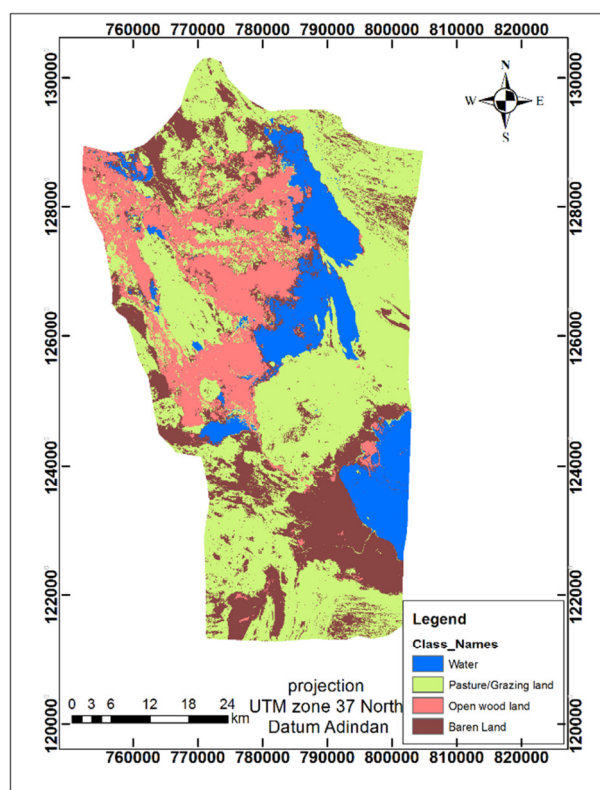 760000 770000 780000 790000 800000 810000 820000
130000 130000
N
W E
S
128000 128000
126000 126000
124000 124000
122000 122000
Legend
Class_Names
Water
Pasture/Grazing land
Open wood land
Baren Land
projection
UTM zone 37 North
Datum Adindan
0 3 6 12 18 24
km
120000 120000
760000 770000 780000 790000 800000 810000 820000